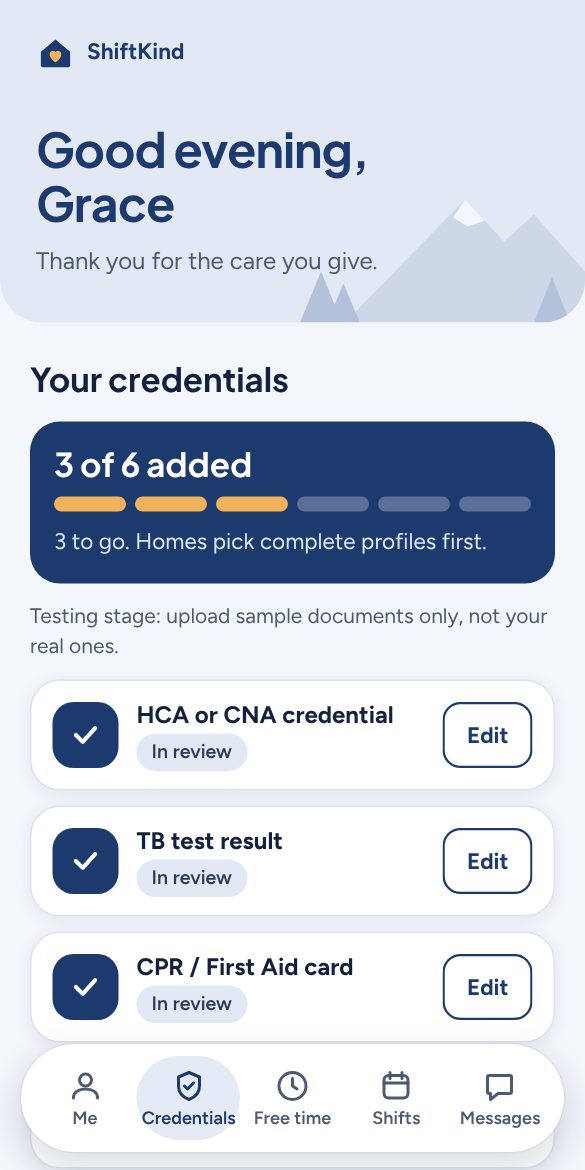 ShiftKind
Good evening,
Grace
Thank you for the care you give.
Your credentials
3 of 6 added
3 to go. Homes pick complete profiles first.
Testing stage: upload sample documents only, not your
real ones.
HCA or CNA credential
In review
Edit
TB test result
In review
Edit
CPR / First Aid card
In review
Edit
Me
Credentials
Free time
Shifts
Messages